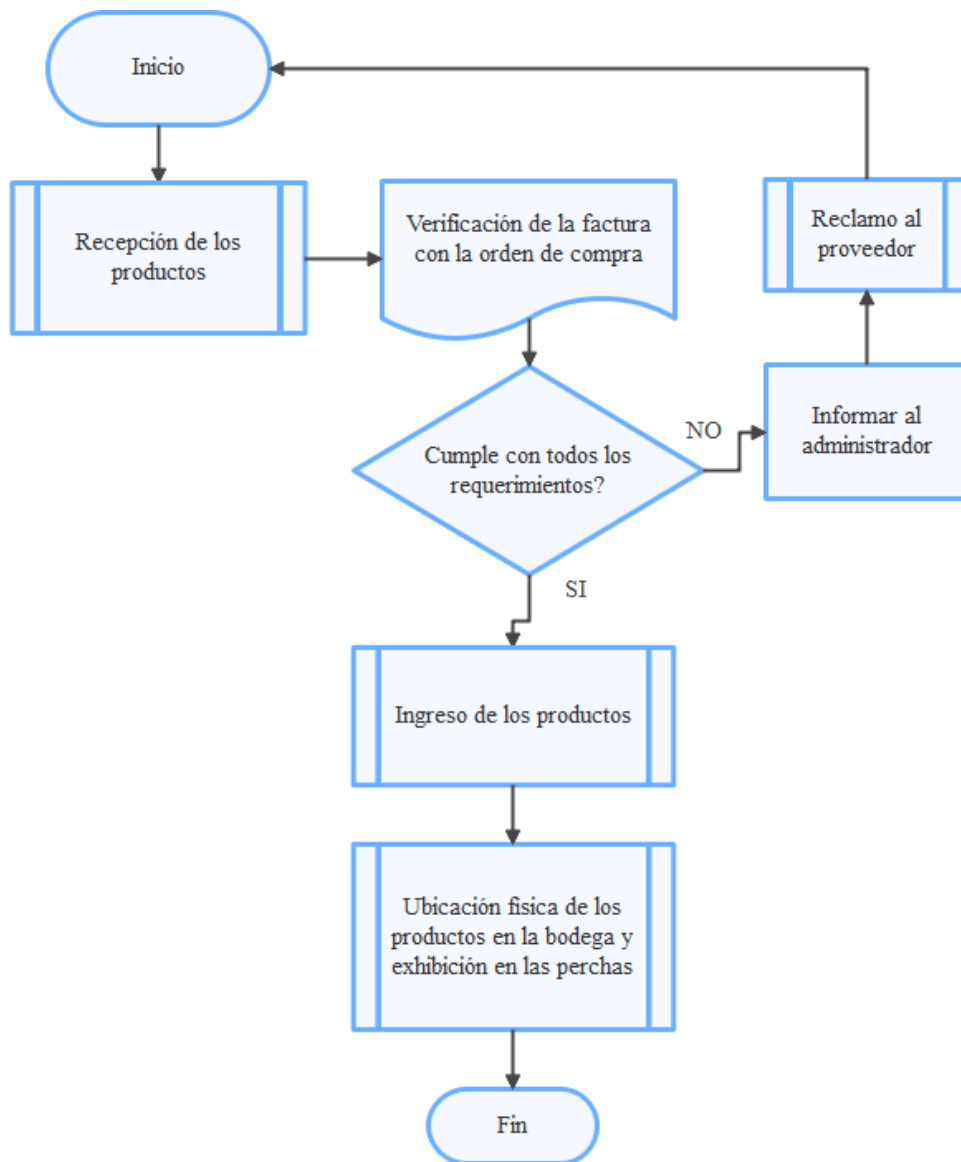 Inicio
Recepción de los
productos
Verificación de la factura
con la orden de compra
Reclamo al
proveedor
Cumple con todos los
requerimientos?
NO
Informar al
administrador
SI
Ingreso de los productos
Ubicación fisica de los
productos en la bodega y
exhibición en las perchas
Fin